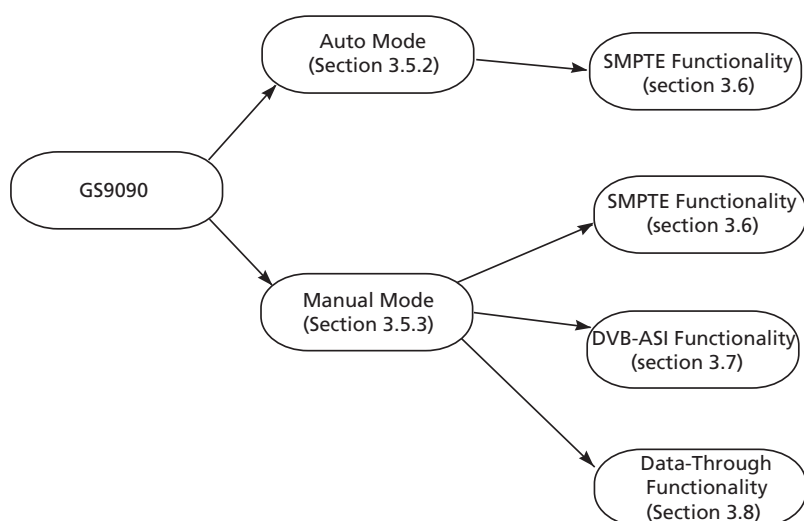 Auto Mode
(Section 3.5.2)
SMPTE Functionality
(section 3.6)
GS9090
SMPTE Functionality
(section 3.6)
Manual Mode
(Section 3.5.3)
DVB-ASI Functionality
(section 3.7)
Data-Through
Functionality
(Section 3.8)